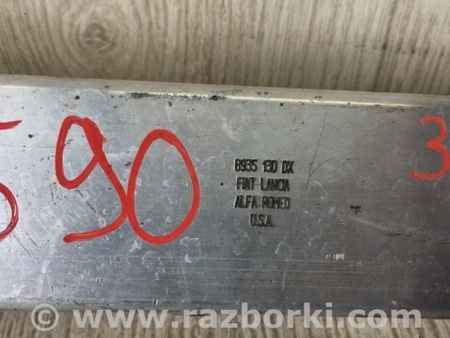 590
3
8935 130 DX
FIAT LANCIA
ALFA ROMEO
U.S.A.
www.razborki.com